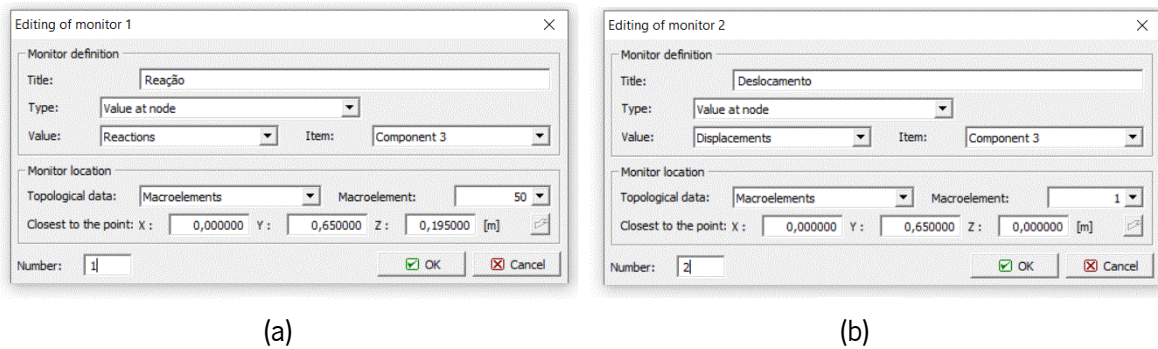 Editing of monitor 1
Monitor definition
Title: Reação
Type: Value at node
Value: Reactions Item: Component 3
Monitor location
Topological data: Macroelements Macroelement: 50
Closest to the point: X : 0,000000 Y : 0,650000 Z : 0,195000 [m]
Number: 1 OK Cancel
(a)
Editing of monitor 2
Monitor definition
Title: Deslocamento
Type: Value at node
Value: Displacements Item: Component 3
Monitor location
Topological data: Macroelements Macroelement: 1
Closest to the point: X : 0,000000 Y : 0,650000 Z : 0,000000 [m]
Number: 2 OK Cancel
(b)